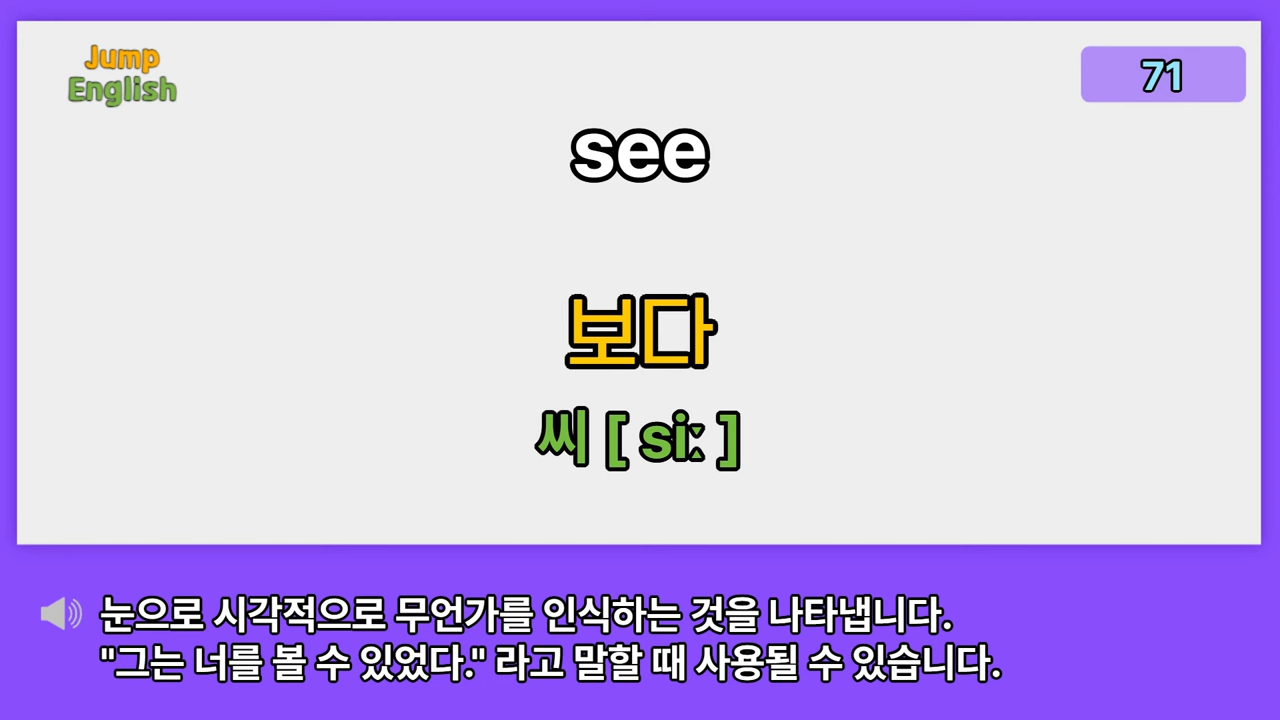 Jump
English
71
see
보다
씨 [ siː ]
눈으로 시각적으로 무언가를 인식하는 것을 나타냅니다.
"그는 너를 볼 수 있었다." 라고 말할 때 사용될 수 있습니다.